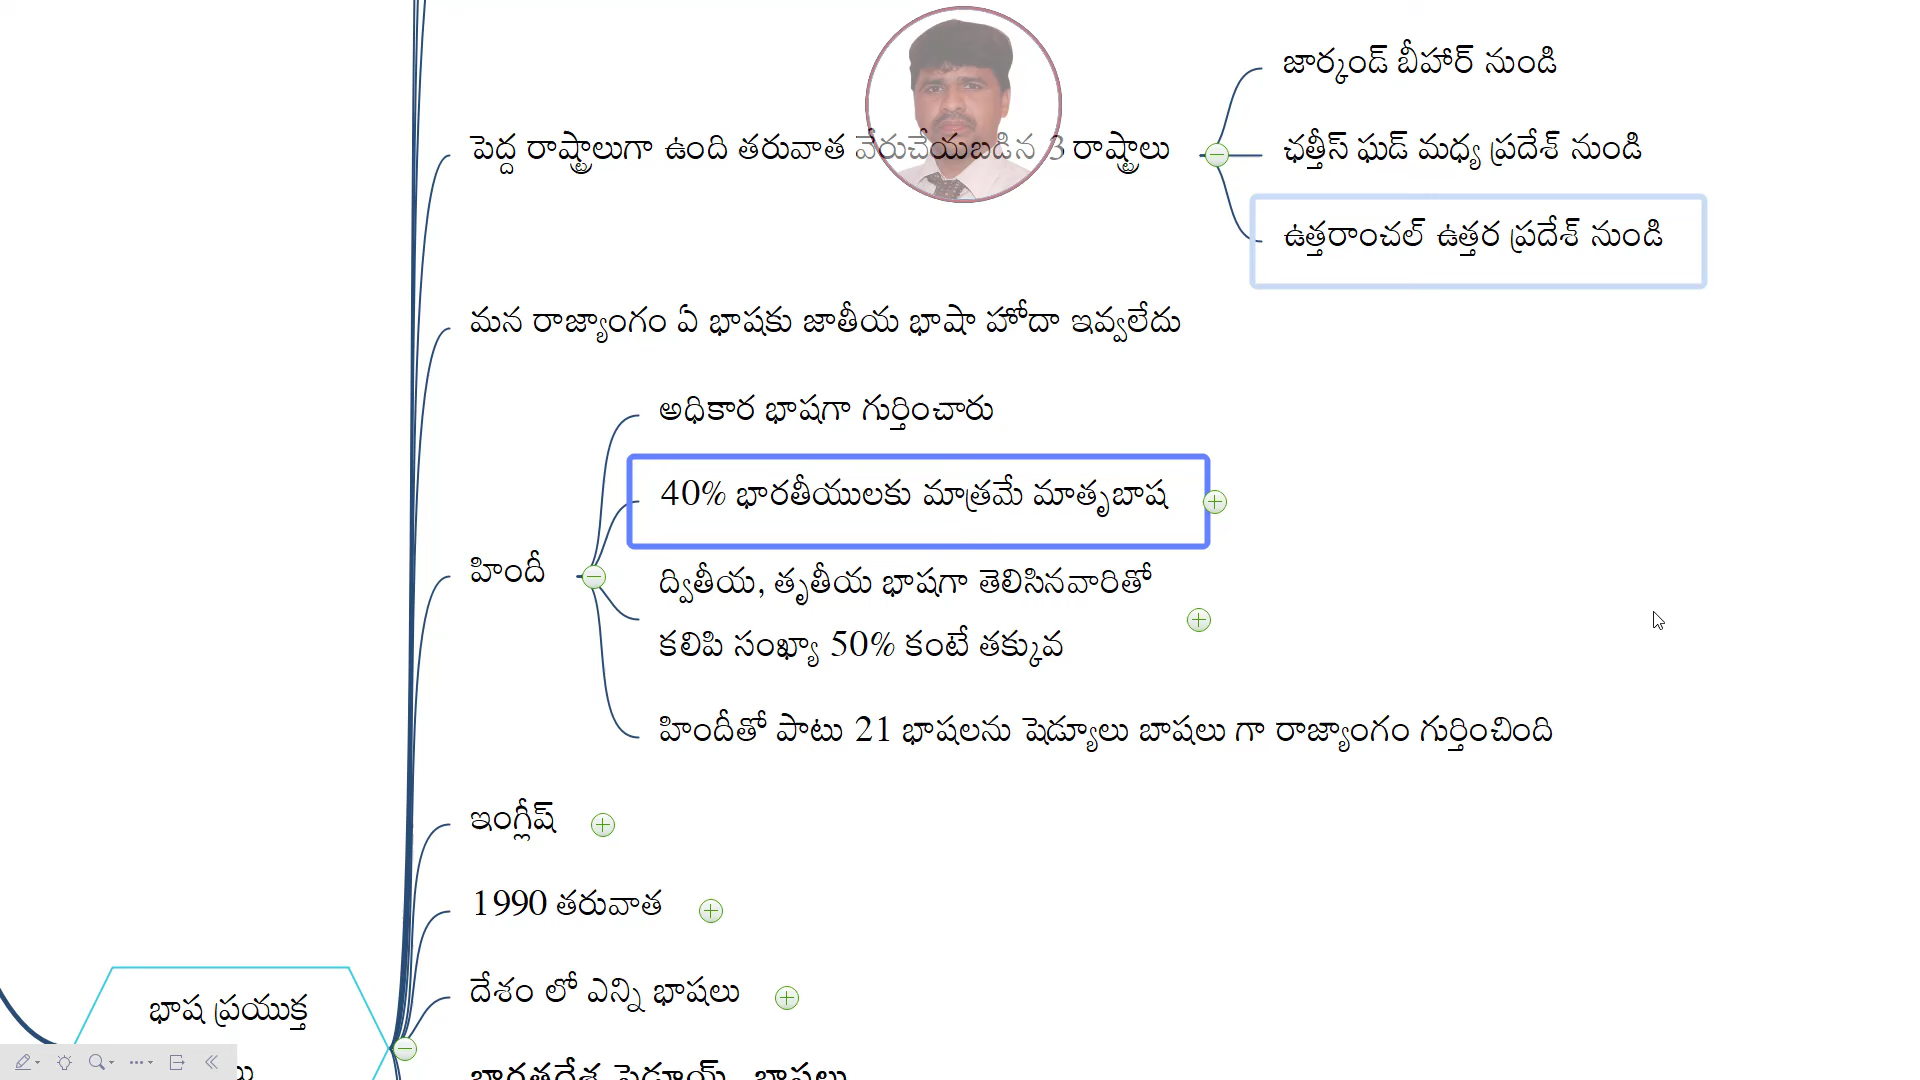 జార్కండ్ బీహార్ నుండి
పెద్ద రాష్ట్రాలుగా ఉంది తరువాత వేరుచేయబడిన 3 రాష్ట్రాలు
ఛత్తీస్ ఘడ్ మధ్య ప్రదేశ్ నుండి
ఉత్తరాంచల్ ఉత్తర ప్రదేశ్ నుండి
మన రాజ్యాంగం ఏ భాషకు జాతీయ భాషా హోదా ఇవ్వలేదు
అధికార భాషగా గుర్తించారు
40% భారతీయులకు మాత్రమే మాతృబాష
హిందీ
ద్వితీయ, తృతీయ భాషగా తెలిసినవారితో
కలిపి సంఖ్యా 50% కంటే తక్కువ
హిందీతో పాటు 21 భాషలను షెడ్యూలు బాషలు గా రాజ్యాంగం గుర్తించింది
ఇంగ్లీష్
1990 తరువాత
దేశం లో ఎన్ని భాషలు
భాష ప్రయుక్త